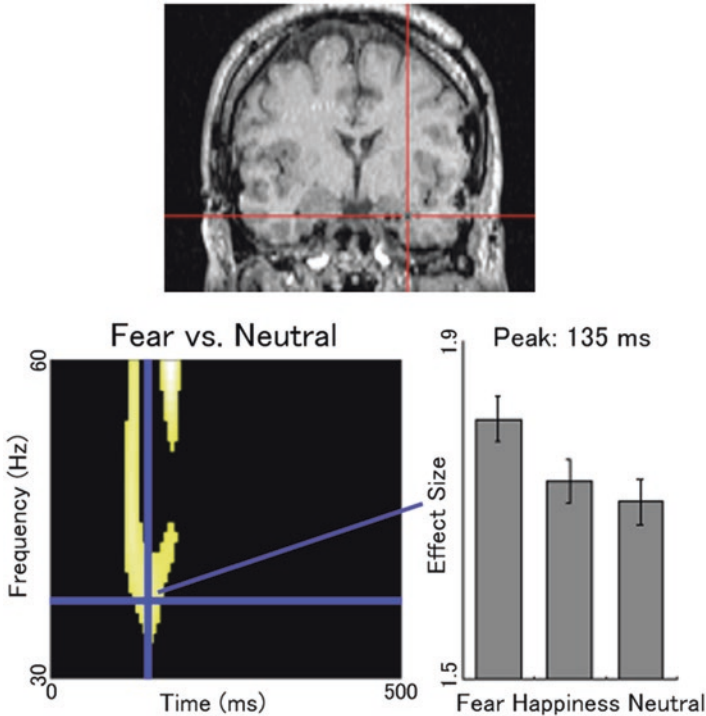 Fear vs. Neutral
60
Frequency (Hz)
30
0
Time (ms)
500
Peak: 135 ms
1.9
Effect Size
1.5
Fear Happiness Neutral